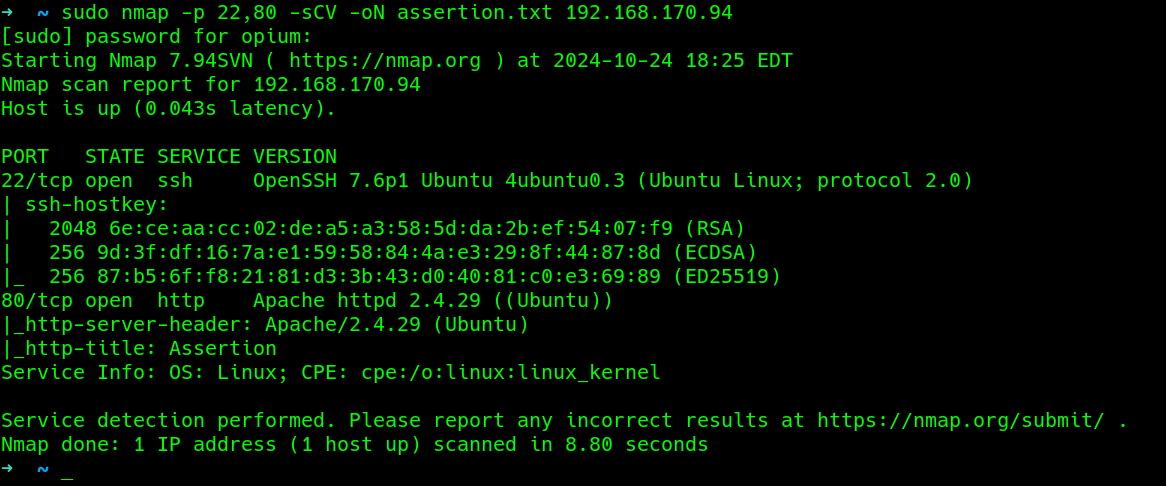 →  ~ sudo nmap -p 22,80 -sCV -oN assertion.txt 192.168.170.94
[sudo] password for opium:
Starting Nmap 7.94SVN ( https://nmap.org ) at 2024-10-24 18:25 EDT
Nmap scan report for 192.168.170.94
Host is up (0.043s latency).

PORT   STATE SERVICE VERSION
22/tcp open  ssh     OpenSSH 7.6p1 Ubuntu 4ubuntu0.3 (Ubuntu Linux; protocol 2.0)
| ssh-hostkey:
|   2048 6e:ce:aa:cc:02:de:a5:a3:58:5d:da:2b:ef:54:07:f9 (RSA)
|   256 9d:3f:df:16:7a:e1:59:58:84:4a:e3:29:8f:44:87:8d (ECDSA)
|_  256 87:b5:6f:f8:21:81:d3:3b:43:d0:40:81:c0:e3:69:89 (ED25519)
80/tcp open  http    Apache httpd 2.4.29 ((Ubuntu))
|_http-server-header: Apache/2.4.29 (Ubuntu)
|_http-title: Assertion
Service Info: OS: Linux; CPE: cpe:/o:linux:linux_kernel

Service detection performed. Please report any incorrect results at https://nmap.org/submit/ .
Nmap done: 1 IP address (1 host up) scanned in 8.80 seconds
→  ~ _